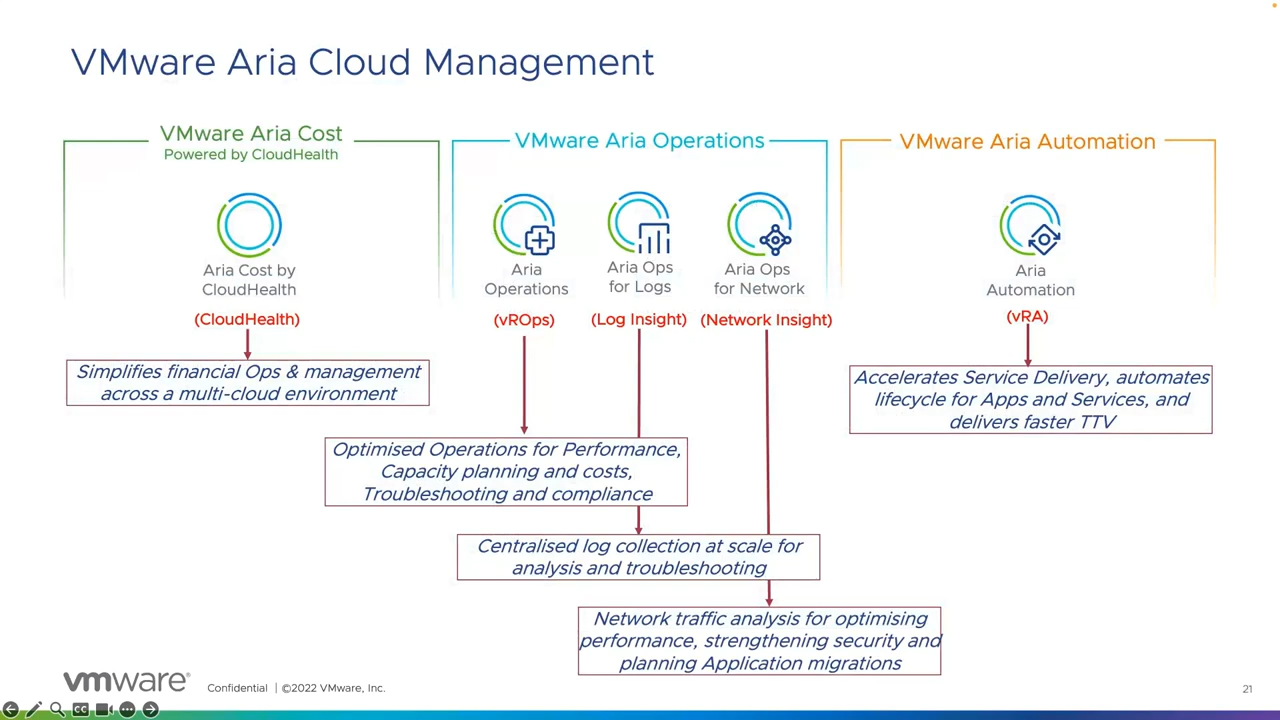 VMware Aria Cloud Management
VMware Aria Cost
Powered by CloudHealth
Aria Cost by
CloudHealth
(CloudHealth)
Simplifies financial Ops & management
across a multi-cloud environment
VMware Aria Operations
Aria
Operations
(vROps)
Aria Ops
for Logs
(Log Insight)
Aria Ops
for Network
(Network Insight)
Optimised Operations for Performance,
Capacity planning and costs,
Troubleshooting and compliance
Centralised log collection at scale for
analysis and troubleshooting
Network traffic analysis for optimising
performance, strengthening security and
planning Application migrations
VMware Aria Automation
Aria
Automation
(vRA)
Accelerates Service Delivery, automates
lifecycle for Apps and Services, and
delivers faster TTV
vmware®
Confidential | ©2022 VMware, Inc.
21
CC